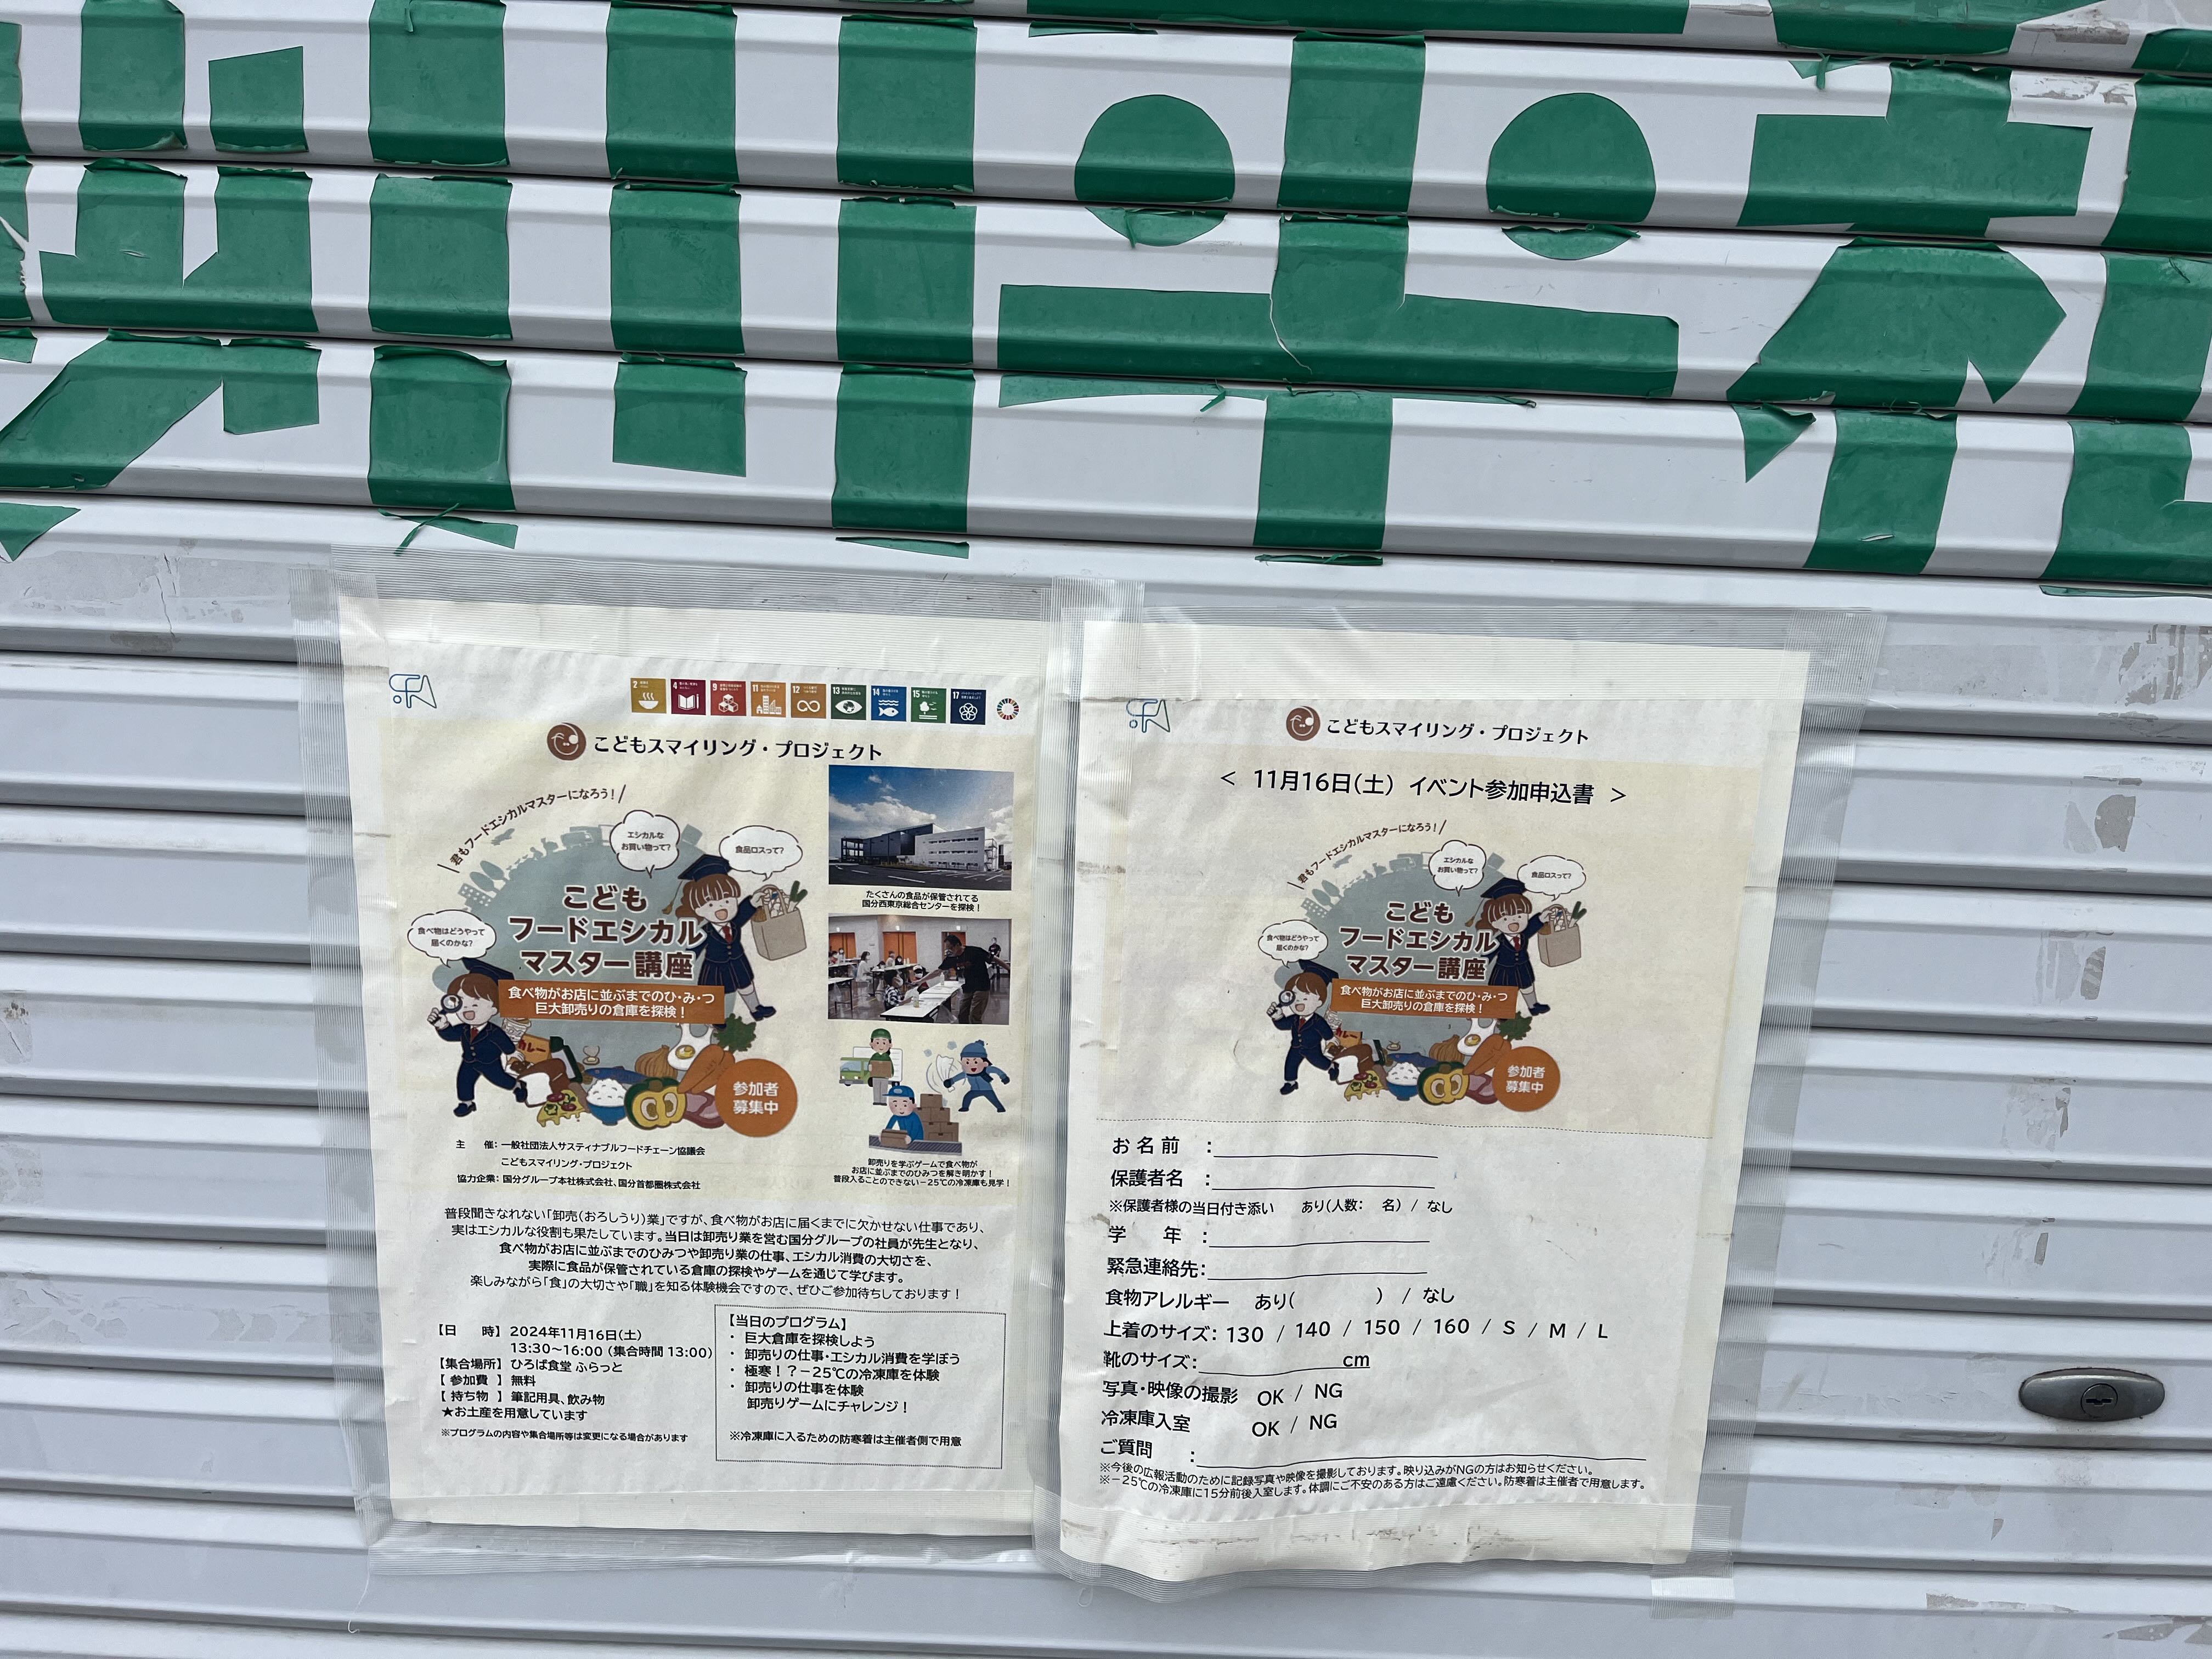 2
4
9
11
12
13
14
15
17
こどもスマイリング・プロジェクト
君もフードエシカルマスターになろう！
エシカルな
お買い物って？
食品ロスって？
食べ物はどうやって
届くのかな？
こども
フードエシカル
マスター講座
食べ物がお店に並ぶまでのひ・み・つ
巨大卸売りの倉庫を探検！
カレー
参加者
募集中
たくさんの食品が保管されてる
国分西東京総合センターを探検！
卸売りを学ぶゲームで食べ物が
お店に並ぶまでのひみつを解き明かす！
普段入ることのできない−25℃の冷凍庫も見学！
主　催：一般社団法人サスティナブルフードチェーン協議会
こどもスマイリング・プロジェクト
協力企業：国分グループ本社株式会社、国分首都圏株式会社
普段聞きなれない「卸売（おろしうり）業」ですが、食べ物がお店に届くまでに欠かせない仕事であり、
実はエシカルな役割も果たしています。当日は卸売り業を営む国分グループの社員が先生となり、
食べ物がお店に並ぶまでのひみつや卸売り業の仕事、エシカル消費の大切さを、
実際に食品が保管されている倉庫の探検やゲームを通じて学びます。
楽しみながら「食」の大切さや「職」を知る体験機会ですので、ぜひご参加待ちしております！
【日　時】 2024年11月16日（土）
13:30～16:00 （集合時間 13:00）
【集合場所】 ひろば食堂 ふらっと
【 参加費 】 無料
【 持ち物 】 筆記用具、飲み物
★お土産を用意しています
※プログラムの内容や集合場所等は変更になる場合があります
【当日のプログラム】
・ 巨大倉庫を探検しよう
・ 卸売りの仕事・エシカル消費を学ぼう
・ 極寒！？−25℃の冷凍庫を体験
・ 卸売りの仕事を体験
卸売りゲームにチャレンジ！
※冷凍庫に入るための防寒着は主催者側で用意
こどもスマイリング・プロジェクト
＜ 11月16日（土） イベント参加申込書 ＞
君もフードエシカルマスターになろう！
エシカルな
お買い物って？
食品ロスって？
食べ物はどうやって
届くのかな？
こども
フードエシカル
マスター講座
食べ物がお店に並ぶまでのひ・み・つ
巨大卸売りの倉庫を探検！
参加者
募集中
お 名 前　：
保護者名　：
※保護者様の当日付き添い　あり（人数：　名） / なし
学　年　：
緊急連絡先：
食物アレルギー　あり（　　　） / なし
上着のサイズ：130 / 140 / 150 / 160 / S / M / L
靴のサイズ：　　　cm
写真・映像の撮影　OK / NG
冷凍庫入室　OK / NG
ご質問　：
※今後の広報活動のために記録写真や映像を撮影しております。映り込みがNGの方はお知らせください。
※−25℃の冷凍庫に15分前後入室します。体調にご不安のある方はご遠慮ください。防寒着は主催者で用意します。